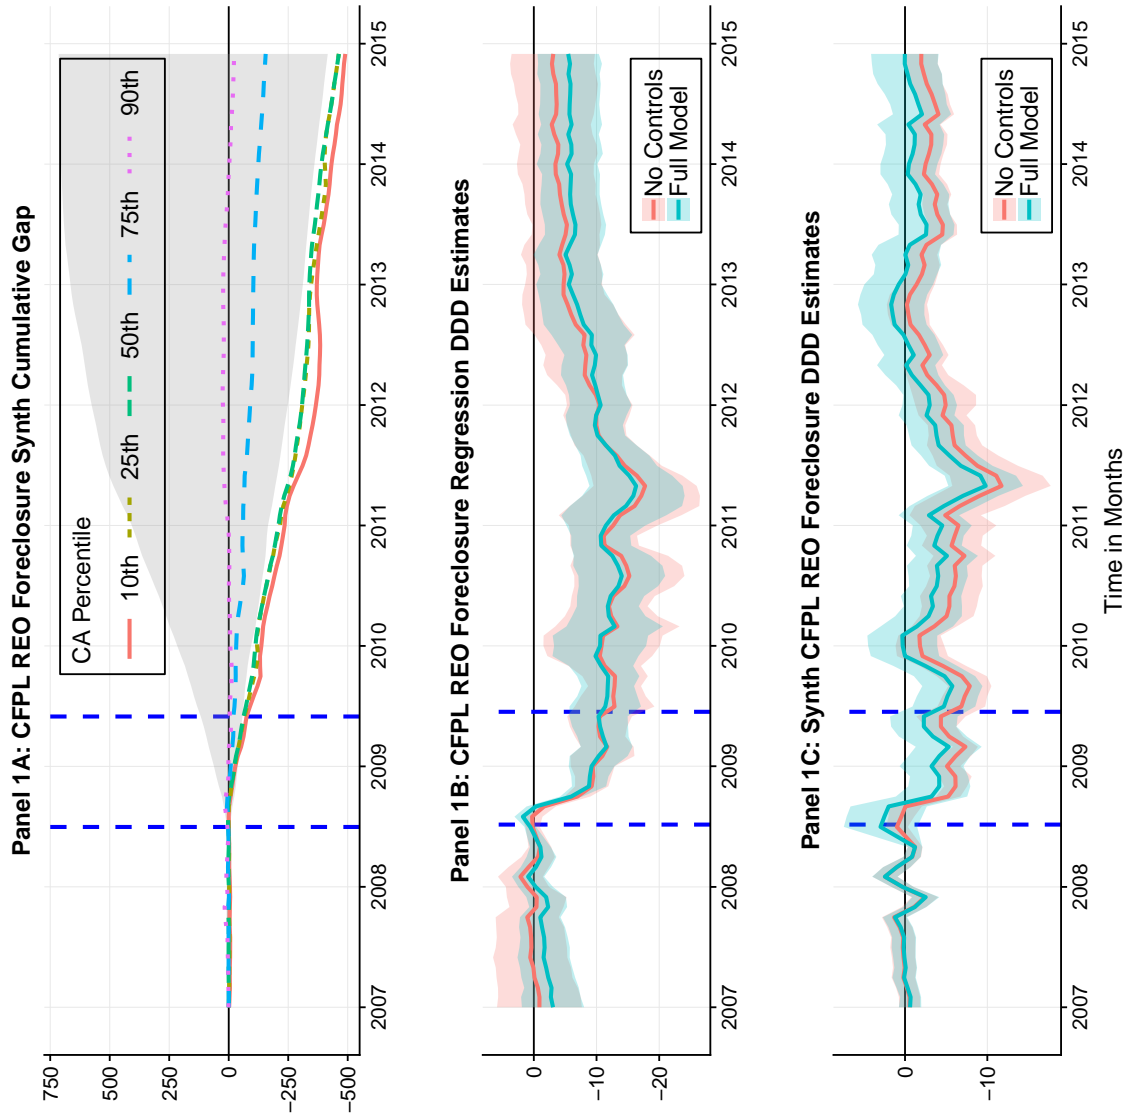 Panel 1A: CFPL REO Foreclosure Synth Cumulative Gap
750
500
250
0
−250
−500
CA Percentile
10th 25th 50th 75th 90th
2007 2008 2009 2010 2011 2012 2013 2014 2015
Panel 1B: CFPL REO Foreclosure Regression DDD Estimates
0
−10
−20
No Controls
Full Model
2007 2008 2009 2010 2011 2012 2013 2014 2015
Panel 1C: Synth CFPL REO Foreclosure DDD Estimates
0
−10
No Controls
Full Model
2007 2008 2009 2010 2011 2012 2013 2014 2015
Time in Months